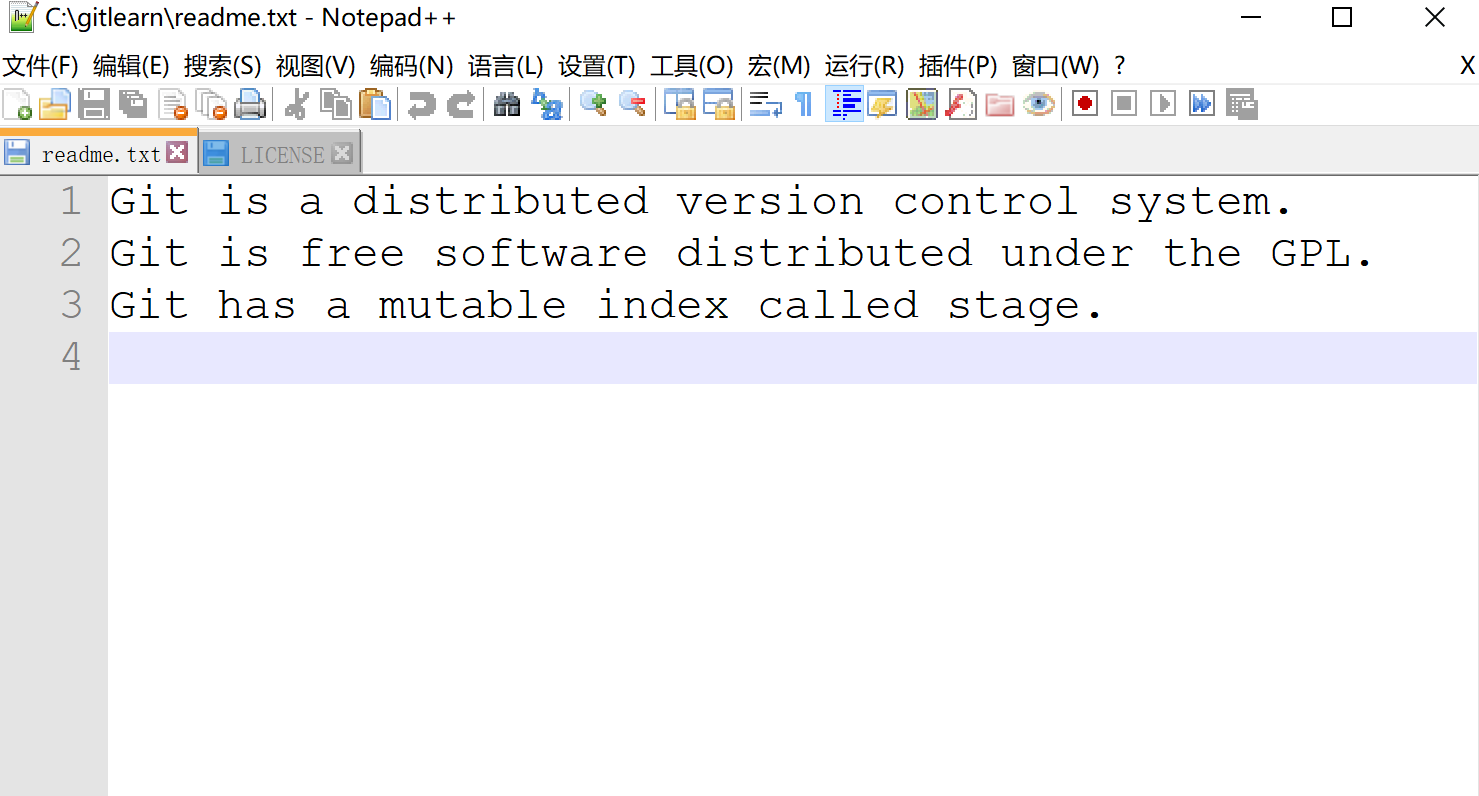 C:\gitlearn\readme.txt - Notepad++
文件(F) 编辑(E) 搜索(S) 视图(V) 编码(N) 语言(L) 设置(T) 工具(O) 宏(M) 运行(R) 插件(P) 窗口(W) ? X
readme.txt LICENSE
1 Git is a distributed version control system.
2 Git is free software distributed under the GPL.
3 Git has a mutable index called stage.
4